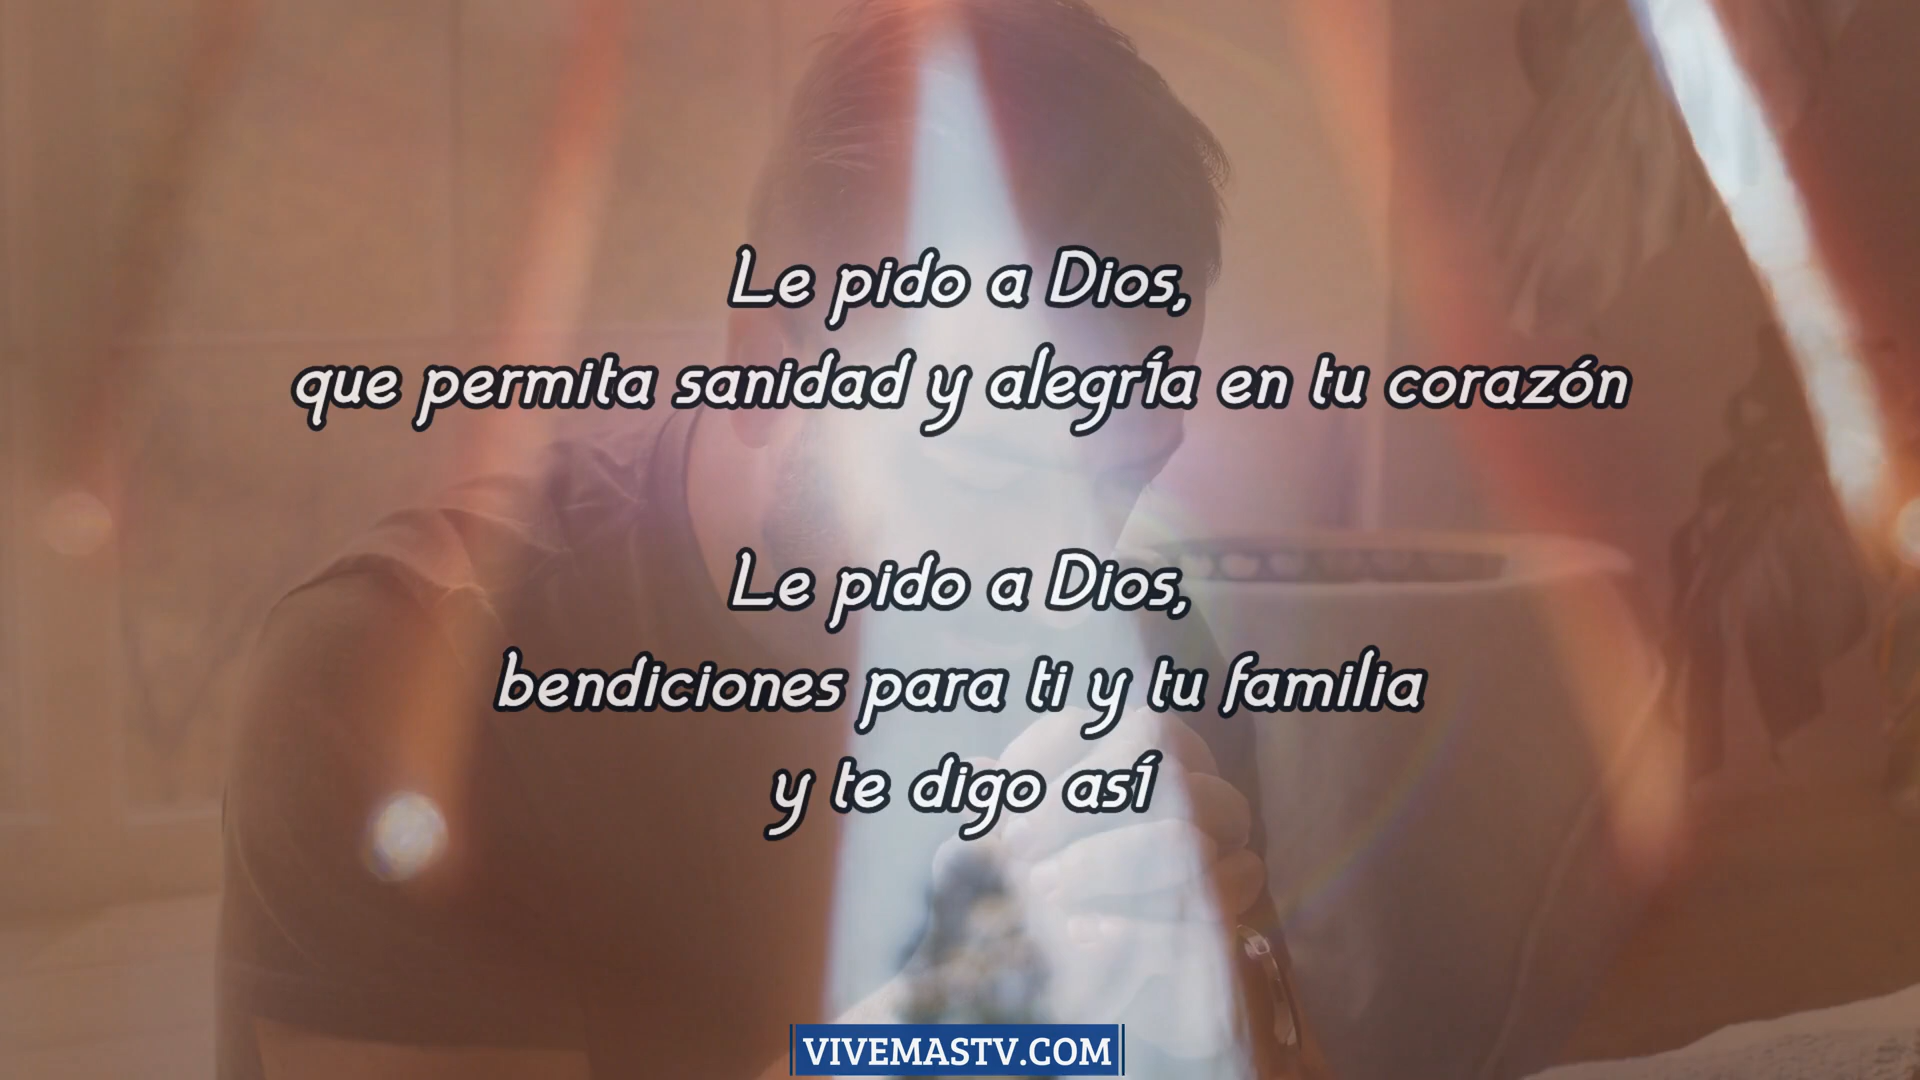 Le pido a Dios,
que permita sanidad y alegría en tu corazón
Le pido a Dios,
bendiciones para ti y tu familia
y te digo así
VIVEMASTV.COM